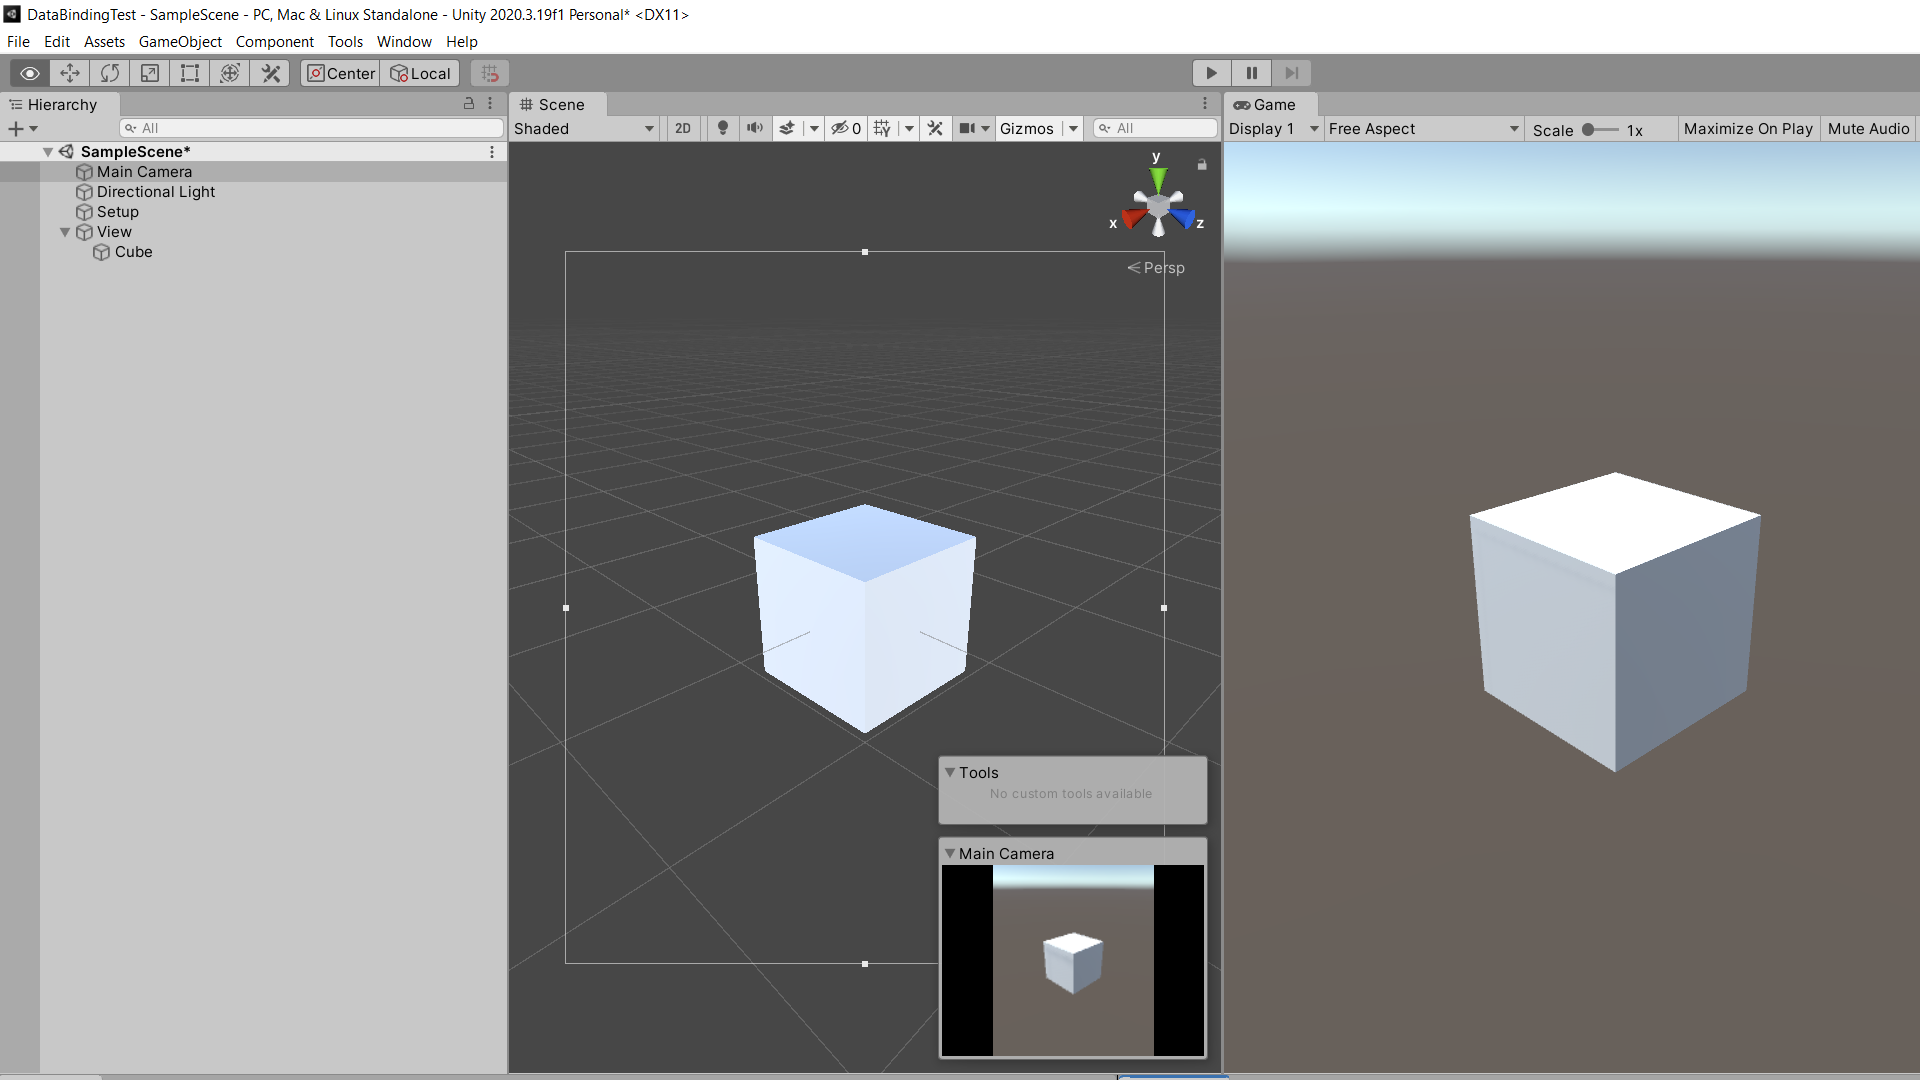 DataBindingTest - SampleScene - PC, Mac & Linux Standalone - Unity 2020.3.19f1 Personal* <DX11>
File Edit Assets GameObject Component Tools Window Help
Center Local
Hierarchy
All
SampleScene*
Main Camera
Directional Light
Setup
View
Cube
Scene
Shaded 2D 0 Gizmos All
y
x z
Persp
Tools
No custom tools available
Main Camera
Game
Display 1 Free Aspect Scale 1x Maximize On Play Mute Audio